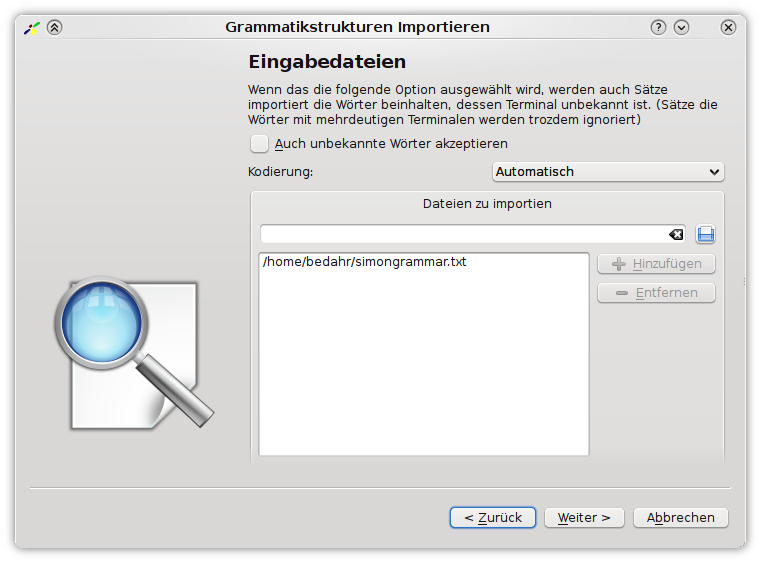 Grammatikstrukturen Importieren
Eingabedateien
Wenn das die folgende Option ausgewählt wird, werden auch Sätze
importiert die Wörter beinhalten, dessen Terminal unbekannt ist. (Sätze die
Wörter mit mehrdeutigen Terminalen werden trozdem ignoriert)
Auch unbekannte Wörter akzeptieren
Kodierung: Automatisch
Dateien zu importien
/home/bedahr/simongrammar.txt
Hinzufügen
Entfernen
< Zurück Weiter > Abbrechen